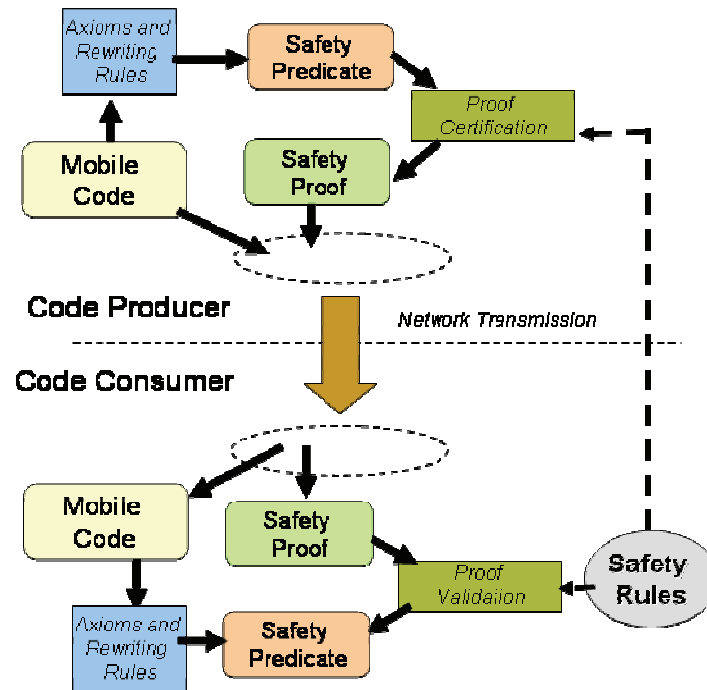 Axioms and
Rewriting
Rules
Safety
Predicate
Proof
Certification
Mobile
Code
Safety
Proof
Code Producer
Network Transmission
Code Consumer
Mobile
Code
Safety
Proof
Proof
Validaiion
Safety
Rules
Axioms and
Rewriting
Rules
Safety
Predicate